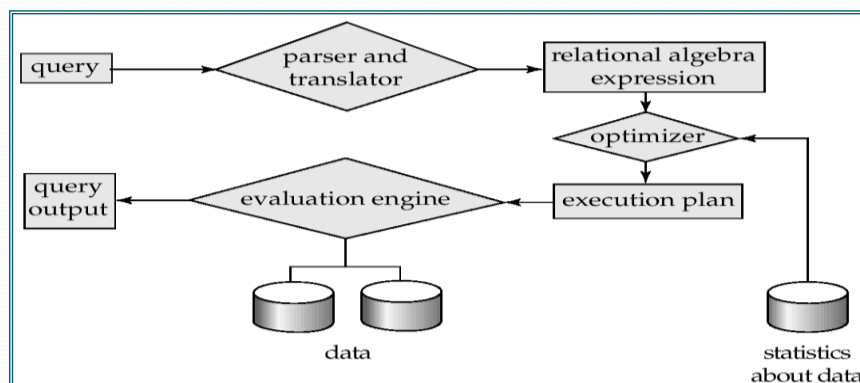 query
parser and
translator
relational algebra
expression
optimizer
query
output
evaluation engine
execution plan
data
statistics
about data